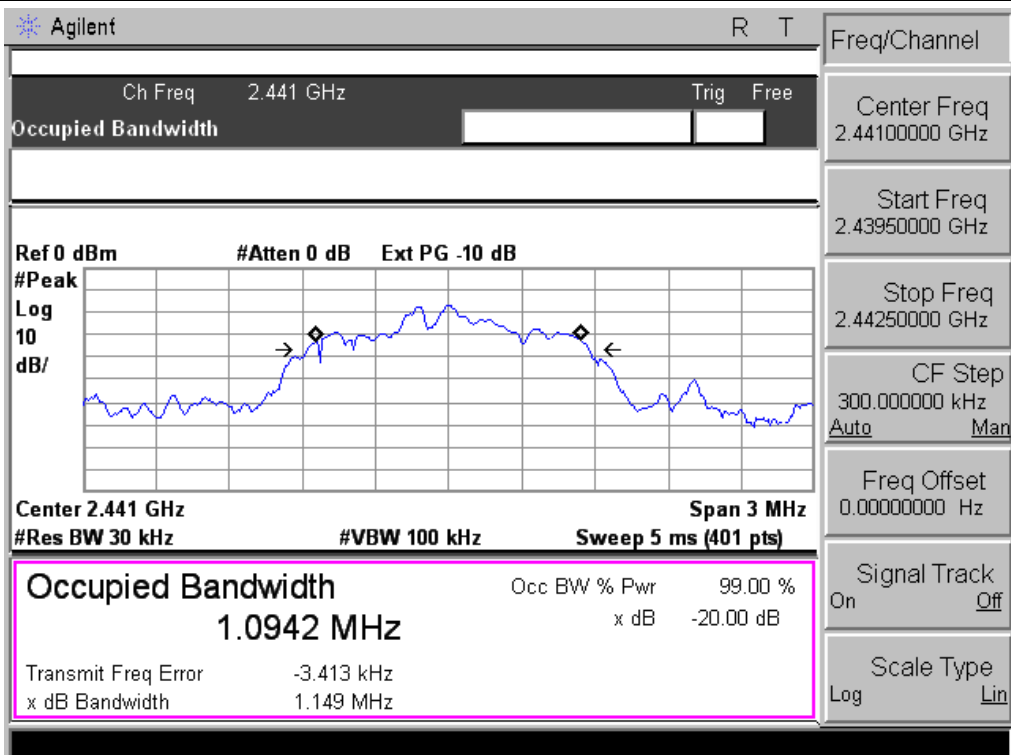 Agilent R T
Ch Freq 2.441 GHz Trig Free
Occupied Bandwidth
Ref 0 dBm #Atten 0 dB Ext PG -10 dB
#Peak
Log
10
dB/
Center 2.441 GHz Span 3 MHz
#Res BW 30 kHz #VBW 100 kHz Sweep 5 ms (401 pts)
Occupied Bandwidth
1.0942 MHz
Occ BW % Pwr 99.00 %
x dB -20.00 dB
Transmit Freq Error -3.413 kHz
x dB Bandwidth 1.149 MHz
Freq/Channel
Center Freq
2.44100000 GHz
Start Freq
2.43950000 GHz
Stop Freq
2.44250000 GHz
CF Step
300.000000 kHz
Auto Man
Freq Offset
0.00000000 Hz
Signal Track
On Off
Scale Type
Log Lin